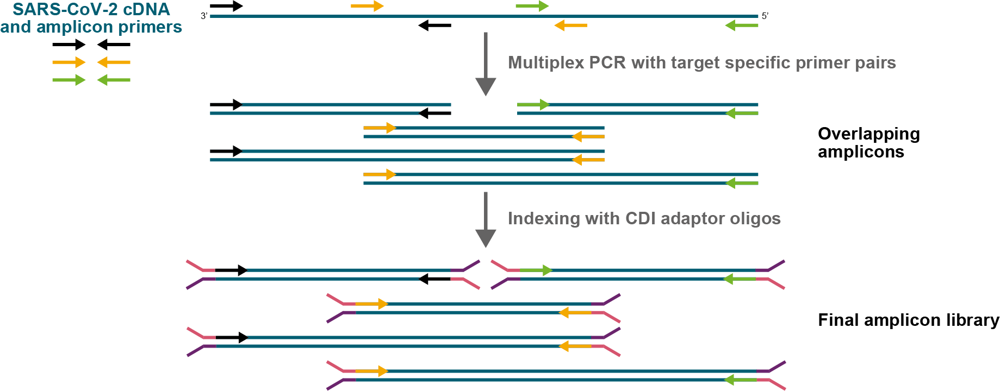 SARS-CoV-2 cDNA
and amplicon primers
3’
5’
Multiplex PCR with target specific primer pairs
Overlapping
amplicons
Indexing with CDI adaptor oligos
Final amplicon library